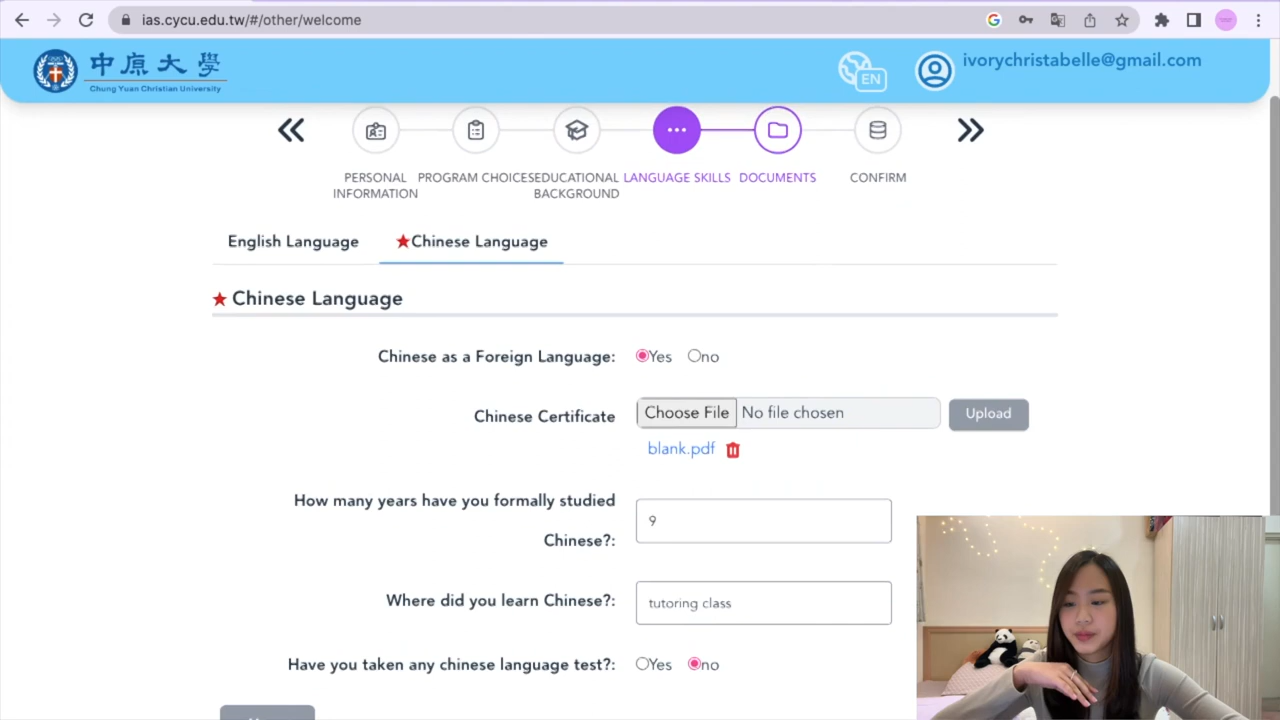 ias.cycu.edu.tw/#/other/welcome
中原大學
Chung Yuan Christian University
EN
ivorychristabelle@gmail.com
PERSONAL INFORMATION
PROGRAM CHOICES
EDUCATIONAL BACKGROUND
LANGUAGE SKILLS
DOCUMENTS
CONFIRM
English Language
★Chinese Language
★ Chinese Language
Chinese as a Foreign Language: Yes no
Chinese Certificate Choose File No file chosen Upload
blank.pdf
How many years have you formally studied
Chinese?: 9
Where did you learn Chinese?: tutoring class
Have you taken any chinese language test?: Yes no